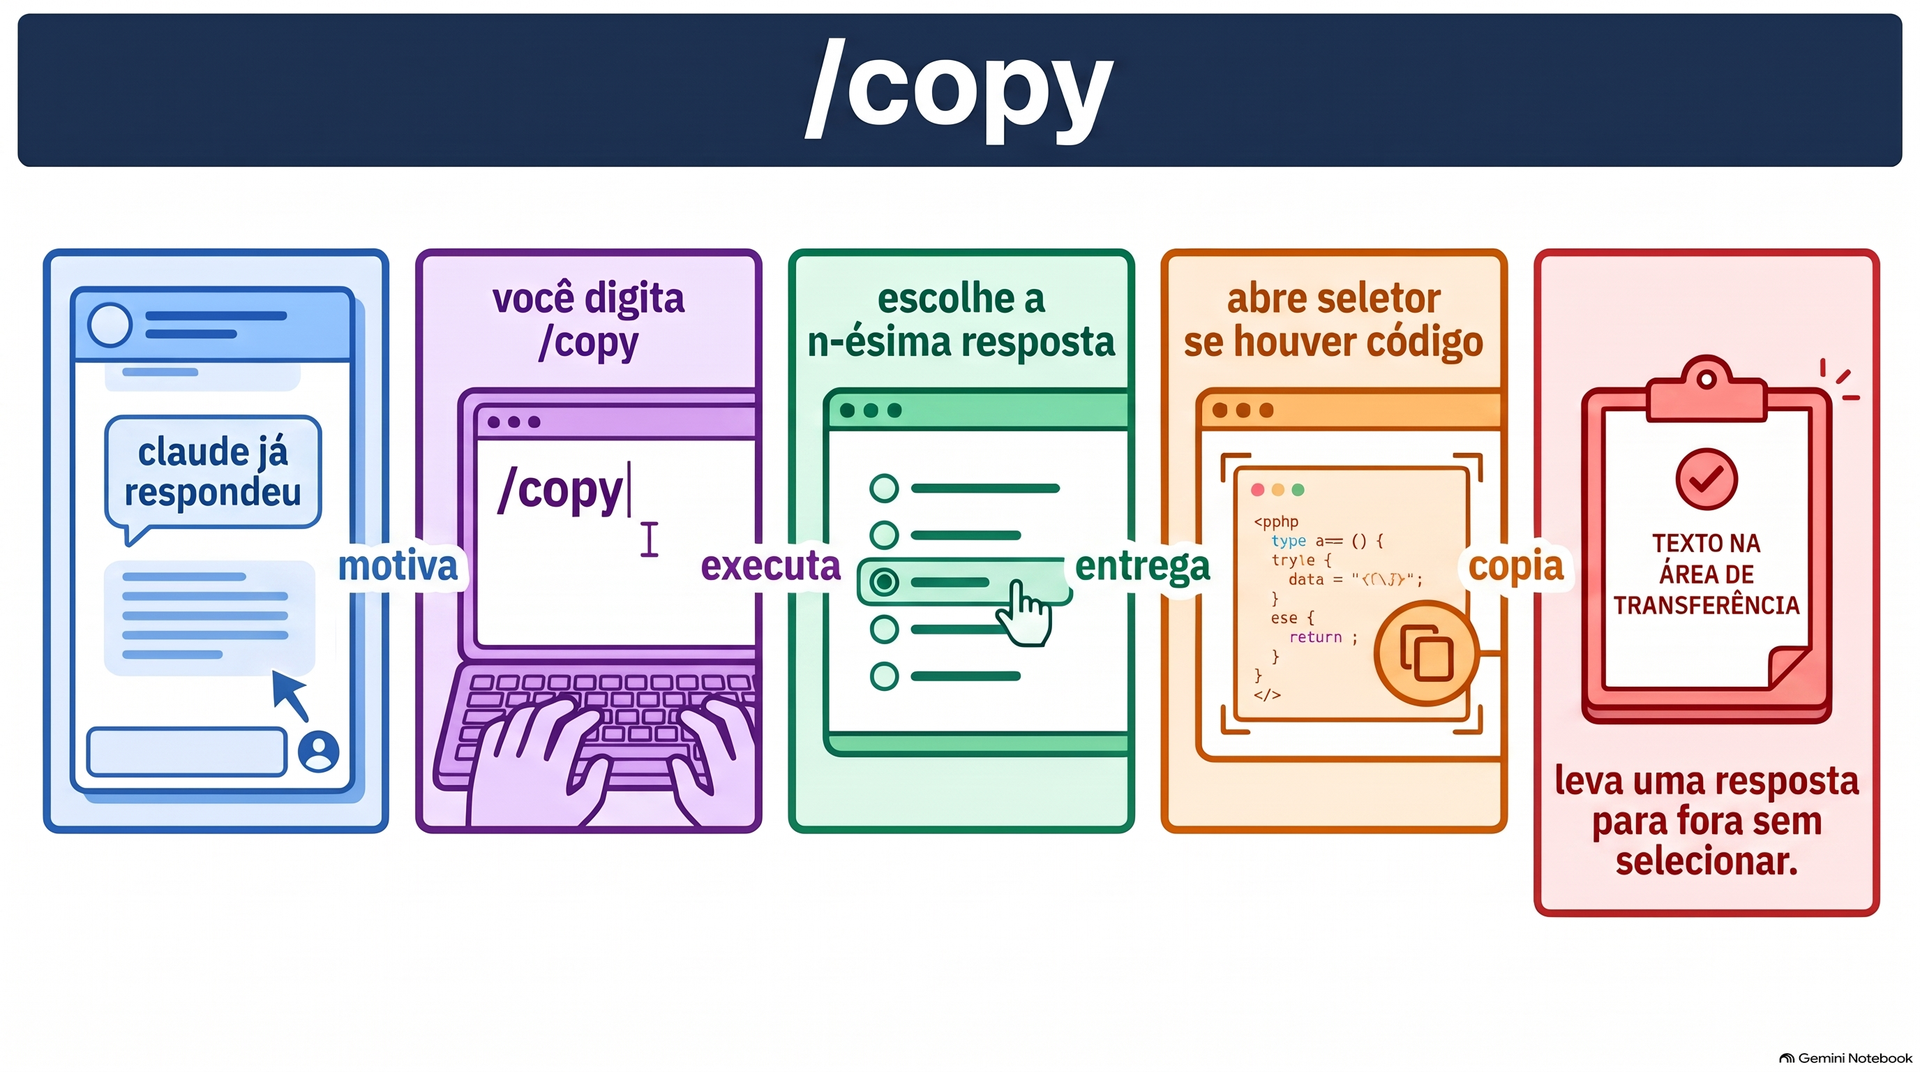 /copy
claude já
respondeu
motiva
você digita
/copy
/copy
executa
escolhe a
n-ésima resposta
entrega
abre seletor
se houver código
<pphp
type a== () {
tryle {
data = "{(\J)}";
}
ese {
return ;
}
}
</>
copia
TEXTO NA
ÁREA DE
TRANSFERÊNCIA
leva uma resposta
para fora sem
selecionar.
Gemini Notebook